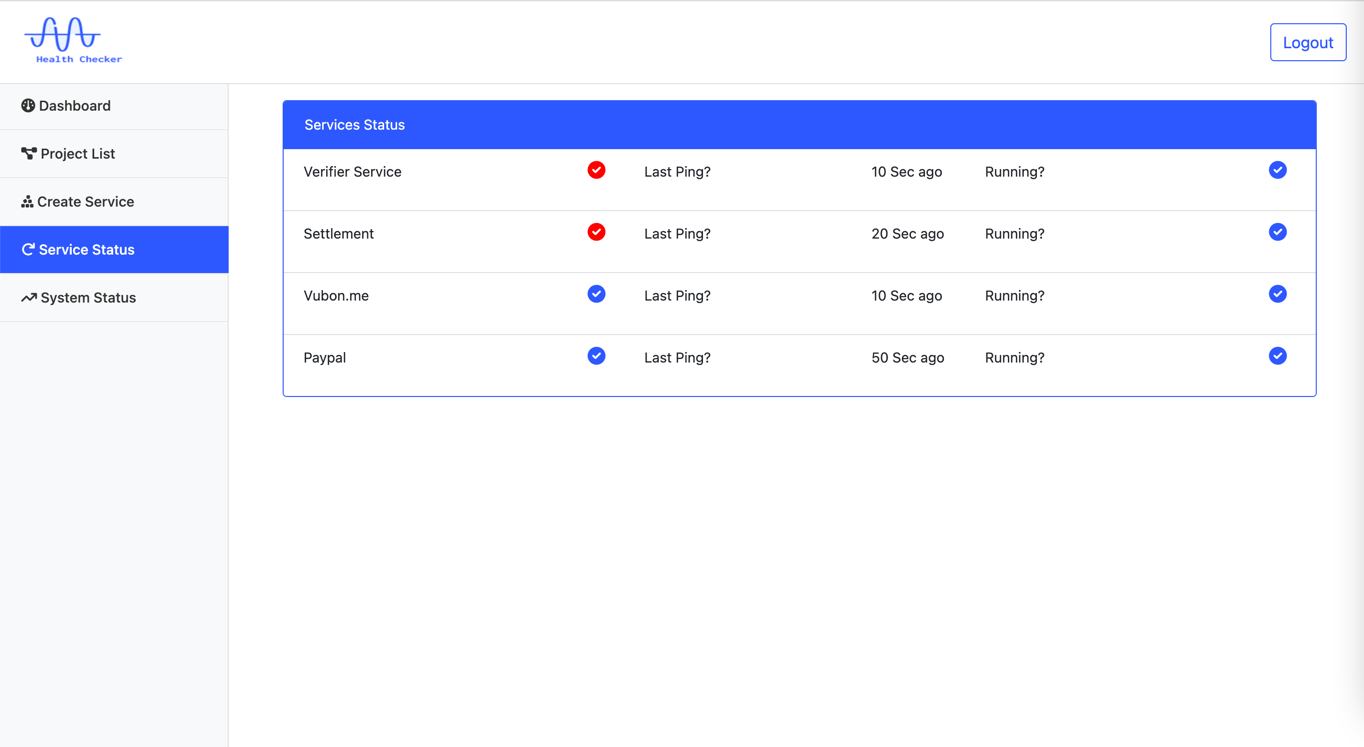 Health Checker
Logout
Dashboard
Project List
Create Service
Service Status
System Status
Services Status
Verifier Service Last Ping? 10 Sec ago Running?
Settlement Last Ping? 20 Sec ago Running?
Vubon.me Last Ping? 10 Sec ago Running?
Paypal Last Ping? 50 Sec ago Running?